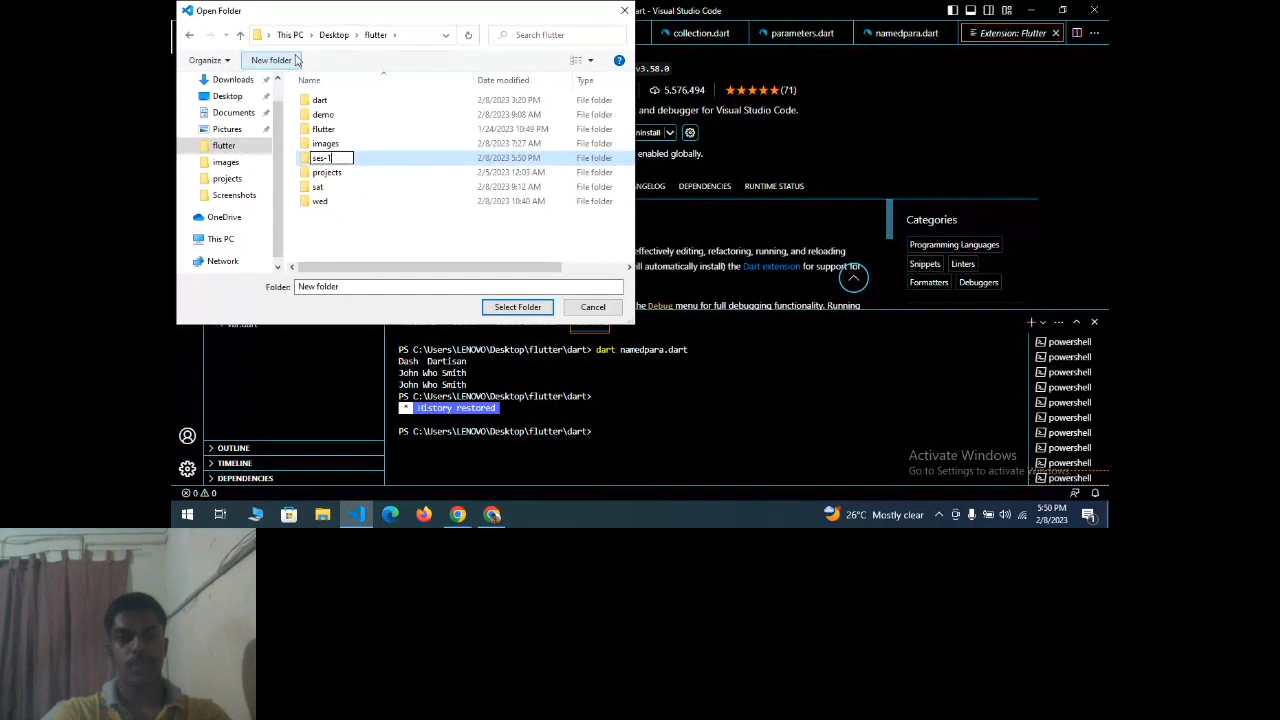 Open Folder
dart - Visual Studio Code
This PC
Desktop
flutter
Search flutter
collection.dart
parameters.dart
namedpara.dart
Extension: Flutter
Organize
New folder
v3.58.0
Name
Date modified
Type
5.576.494
(71)
Downloads
Desktop
Documents
Pictures
flutter
images
projects
Screenshots
OneDrive
This PC
Network
dart 2/8/2023 3:20 PM File folder
demo 2/8/2023 9:08 AM File folder
flutter 1/24/2023 10:49 PM File folder
images 2/8/2023 7:27 AM File folder
ses-1 2/8/2023 5:50 PM File folder
projects 2/5/2023 12:03 AM File folder
sat 2/8/2023 9:12 AM File folder
wed 2/8/2023 10:40 AM File folder
and debugger for Visual Studio Code.
enabled globally.
DEPENDENCIES
RUNTIME STATUS
Categories
Programming Languages
Snippets
Linters
Formatters
Debuggers
effectively editing, refactoring, running, and reloading
will automatically install) the Dart extension for support for
the Debug menu for full debugging functionality. Running
Folder:
New folder
Select Folder
Cancel
PS C:\Users\LENOVO\Desktop\flutter\dart> dart namedpara.dart
Dash Dartisan
John Who Smith
John Who Smith
PS C:\Users\LENOVO\Desktop\flutter\dart>
* History restored
PS C:\Users\LENOVO\Desktop\flutter\dart>
powershell
powershell
powershell
powershell
powershell
powershell
powershell
powershell
powershell
powershell
OUTLINE
TIMELINE
DEPENDENCIES
Activate Windows
Go to Settings to activate Windows.
0
0
26°C Mostly clear
5:50 PM
2/8/2023
1